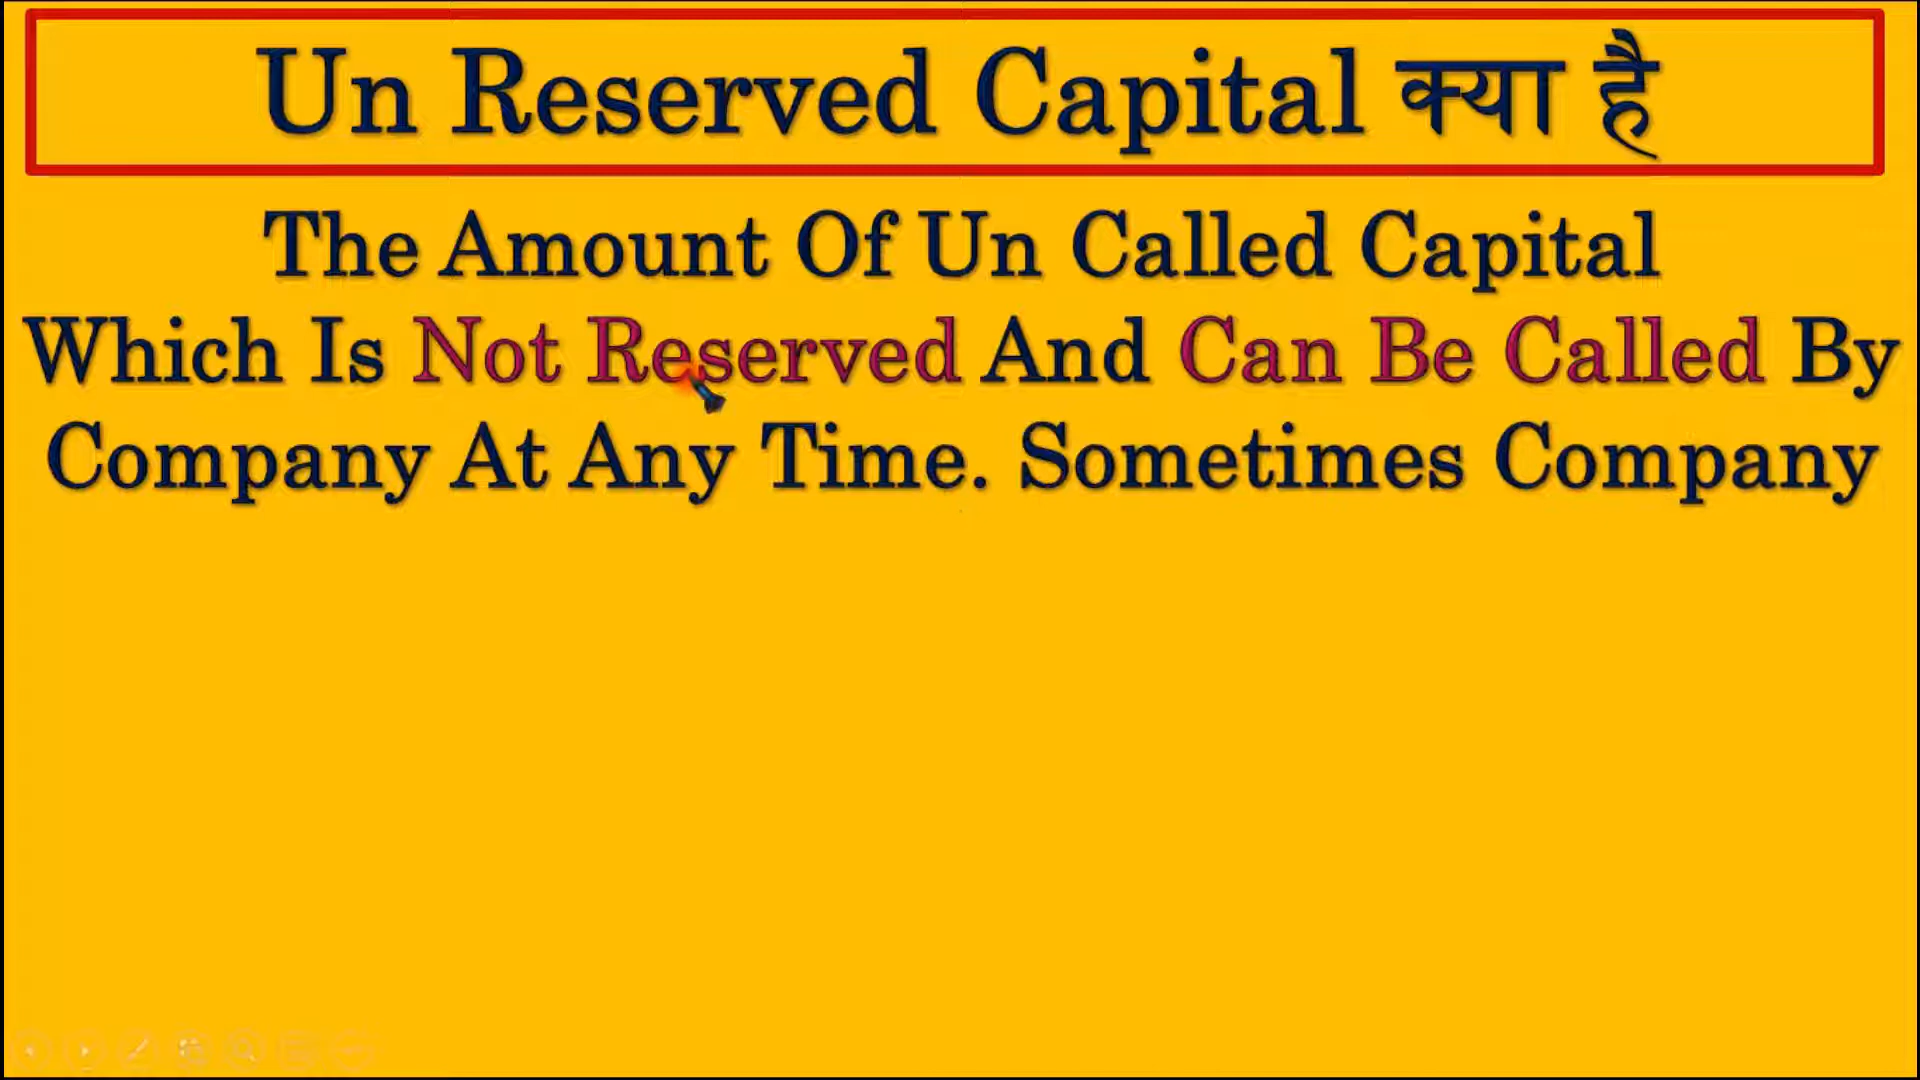 Un Reserved Capital क्या है
The Amount Of Un Called Capital
Which Is Not Reserved And Can Be Called By
Company At Any Time. Sometimes Company